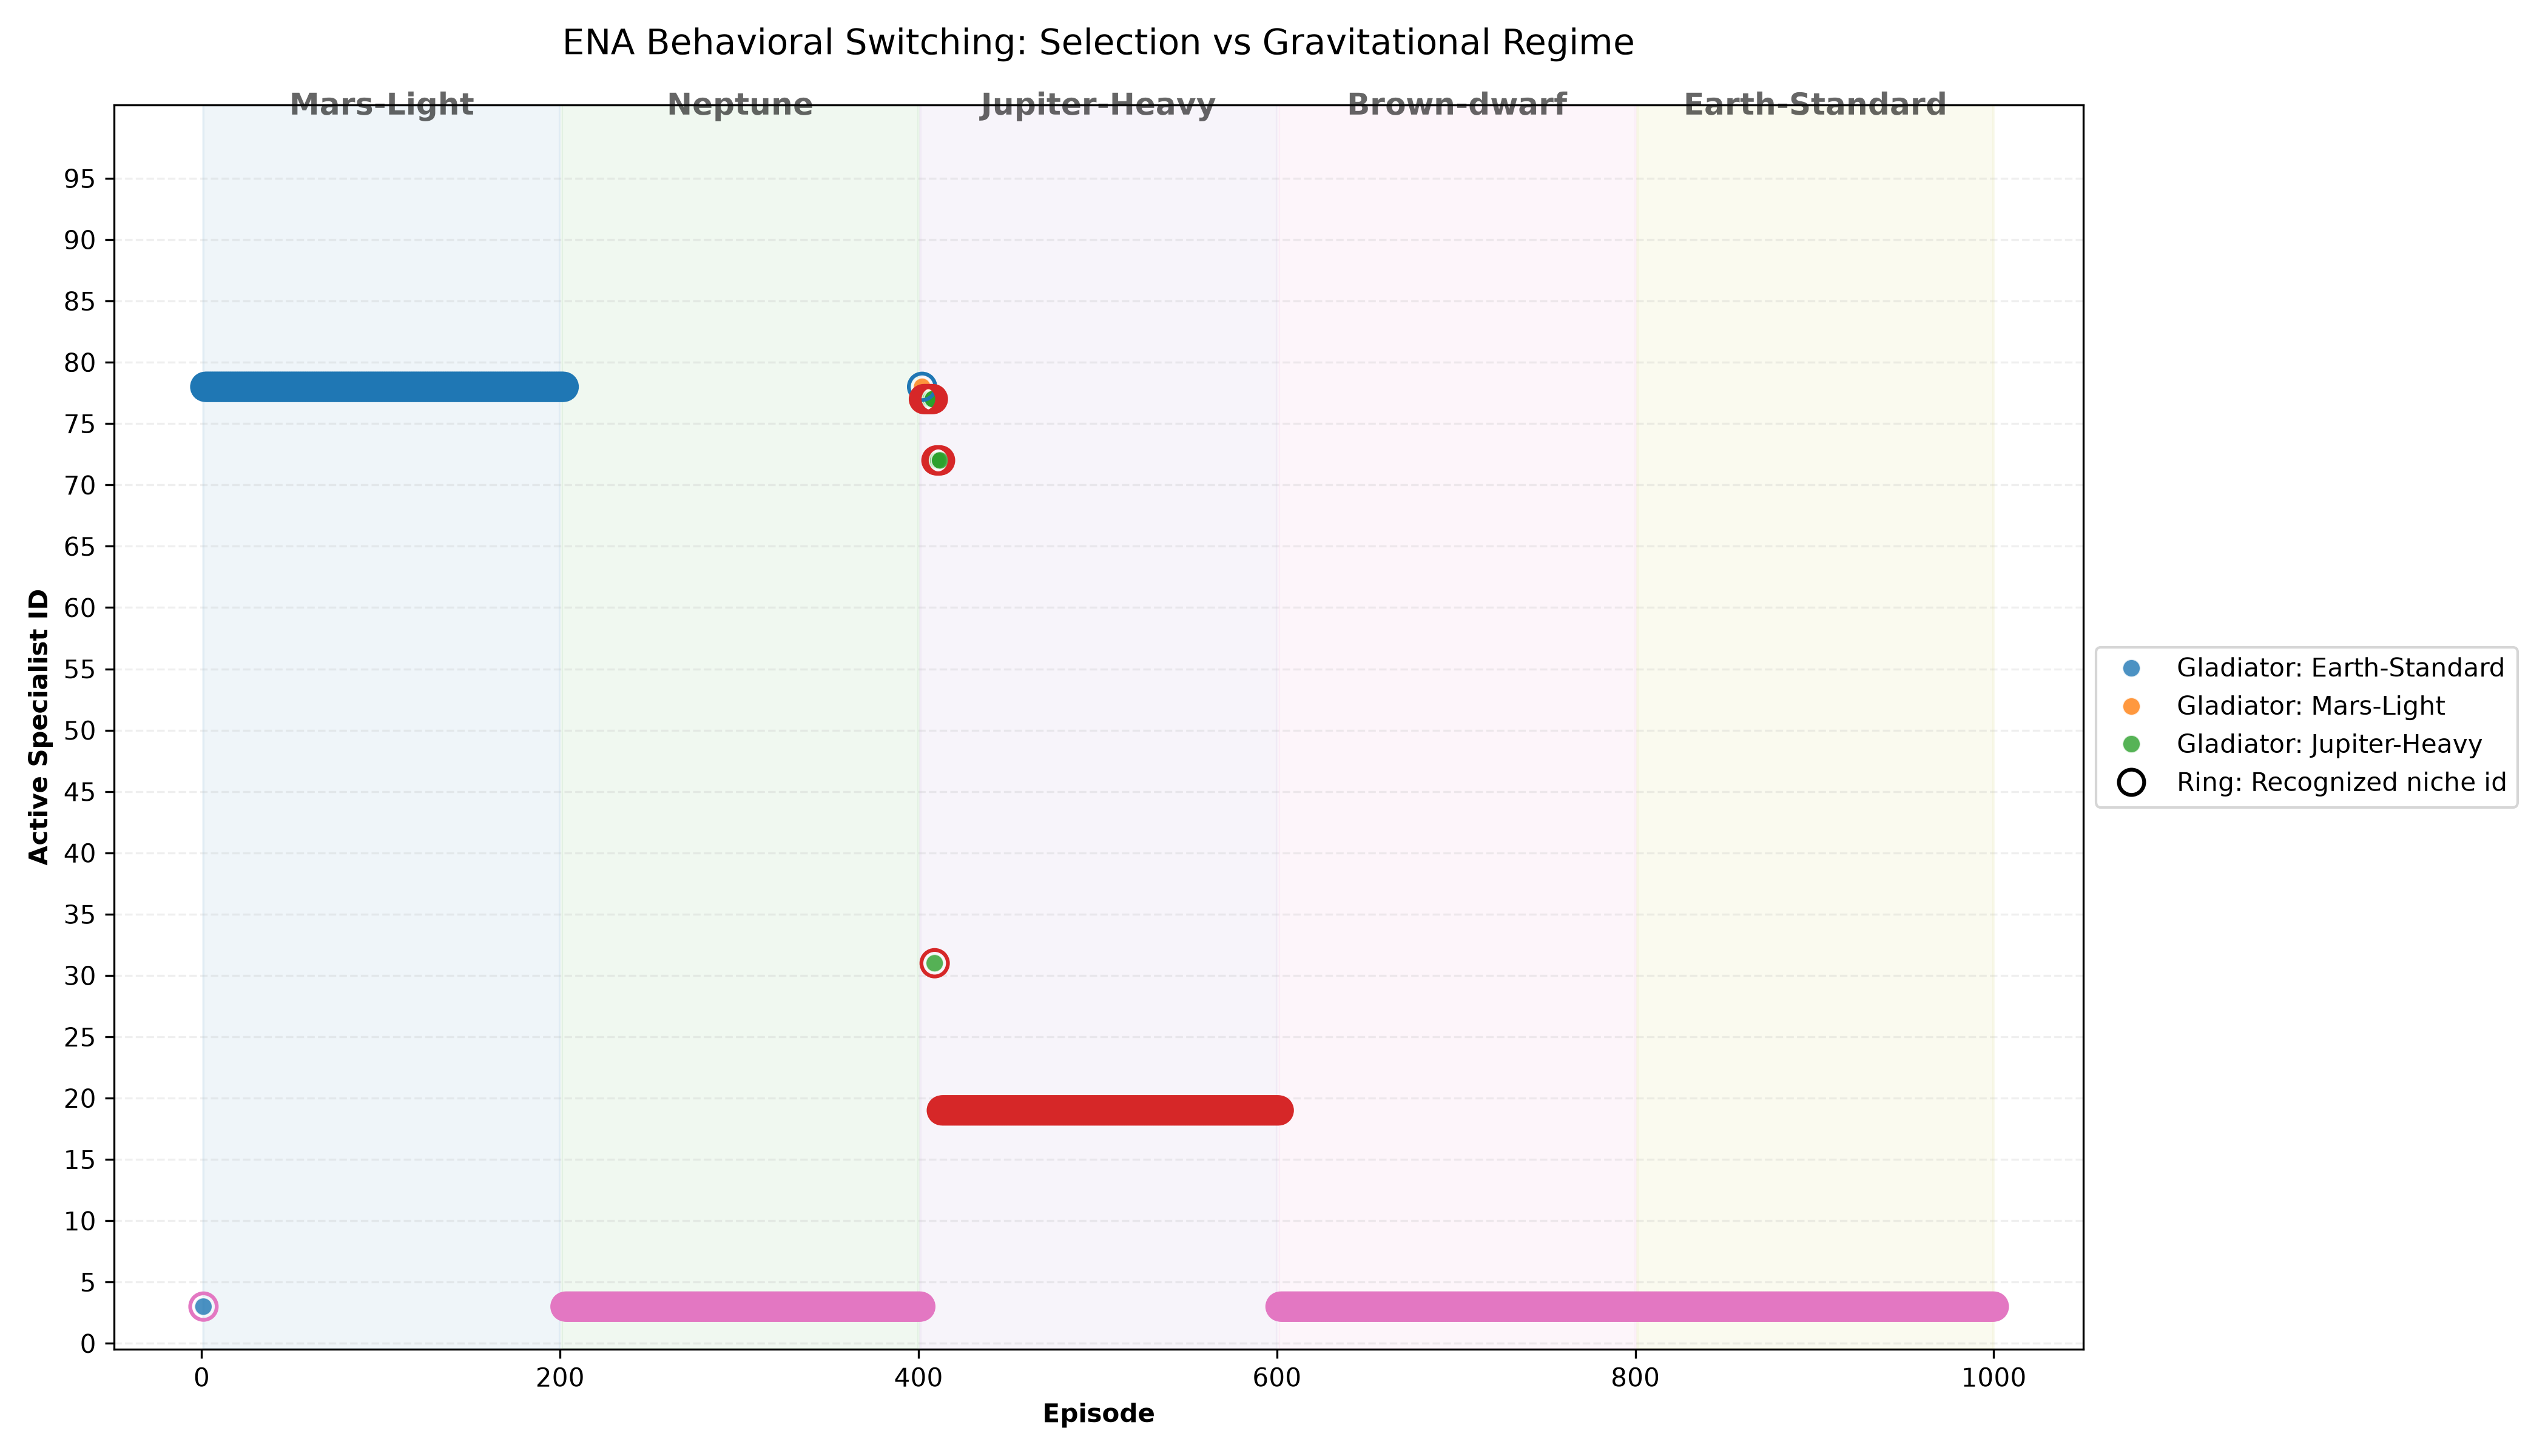 ENA Behavioral Switching: Selection vs Gravitational Regime
Mars-Light
Neptune
Jupiter-Heavy
Brown-dwarf
Earth-Standard
95
90
85
80
75
70
65
60
55
50
45
40
35
30
25
20
15
10
5
0
Active Specialist ID
0
200
400
600
800
1000
Episode
Gladiator: Earth-Standard
Gladiator: Mars-Light
Gladiator: Jupiter-Heavy
Ring: Recognized niche id